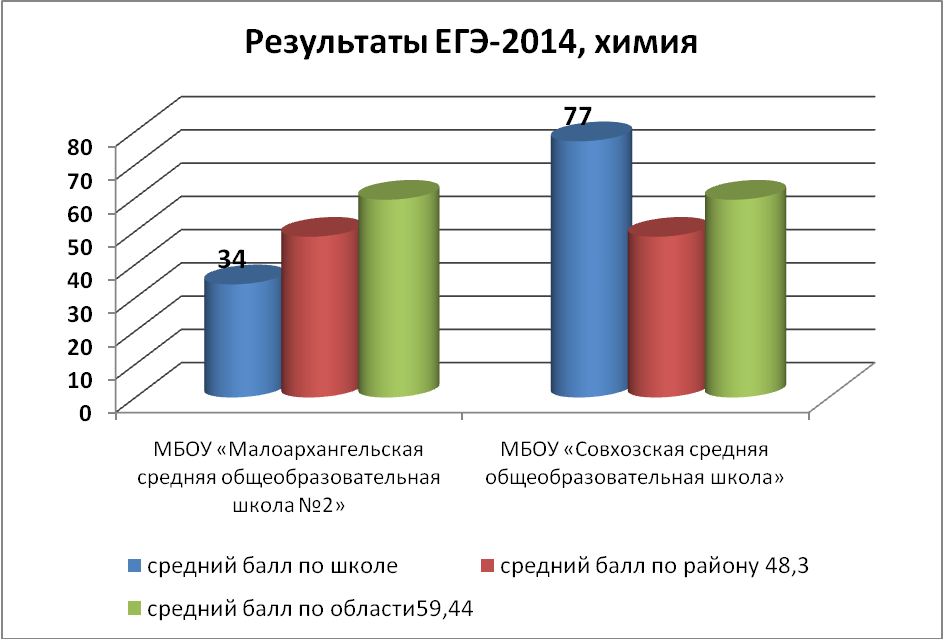 Результаты ЕГЭ-2014, химия
80
70
60
50
40
30
20
10
0
34
77
МБОУ «Малоархангельская
средняя общеобразовательная
школа №2»
МБОУ «Совхозская средняя
общеобразовательная школа»
средний балл по школе
средний балл по району 48,3
средний балл по области59,44